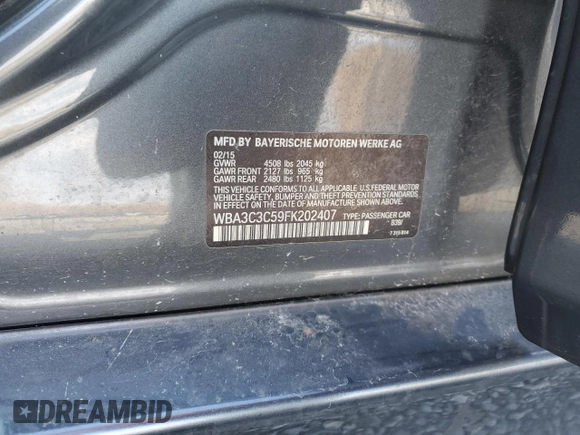 MFD BY BAYERISCHE MOTOREN WERKE AG
02/15
GVWR 4508 lbs 2045 kg
GAWR FRONT 2127 lbs 965 kg
GAWR REAR 2480 lbs 1125 kg
THIS VEHICLE CONFORMS TO ALL APPLICABLE U.S.FEDERAL MOTOR
VEHICLE SAFETY, BUMPER AND THEFT PREVENTION STANDARDS
IN EFFECT ON THE DATE OF MANUFACTURE SHOWN ABOVE.
WBA3C3C59FK202407 TYPE: PASSENGER CAR
DREAMBID